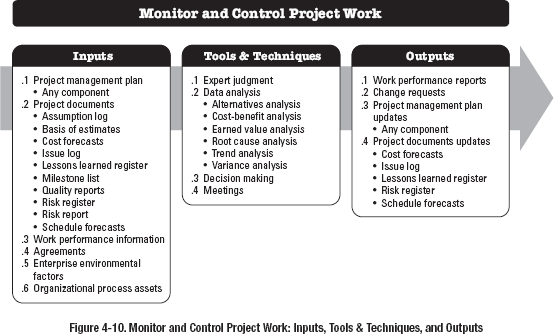 Monitor and Control Project Work
Inputs
.1 Project management plan
• Any component
.2 Project documents
• Assumption log
• Basis of estimates
• Cost forecasts
• Issue log
• Lessons learned register
• Milestone list
• Quality reports
• Risk register
• Risk report
• Schedule forecasts
.3 Work performance information
.4 Agreements
.5 Enterprise environmental
factors
.6 Organizational process assets
Tools & Techniques
.1 Expert judgment
.2 Data analysis
• Alternatives analysis
• Cost-benefit analysis
• Earned value analysis
• Root cause analysis
• Trend analysis
• Variance analysis
.3 Decision making
.4 Meetings
Outputs
.1 Work performance reports
.2 Change requests
.3 Project management plan
updates
• Any component
.4 Project documents updates
• Cost forecasts
• Issue log
• Lessons learned register
• Risk register
• Schedule forecasts
Figure 4-10. Monitor and Control Project Work: Inputs, Tools & Techniques, and Outputs